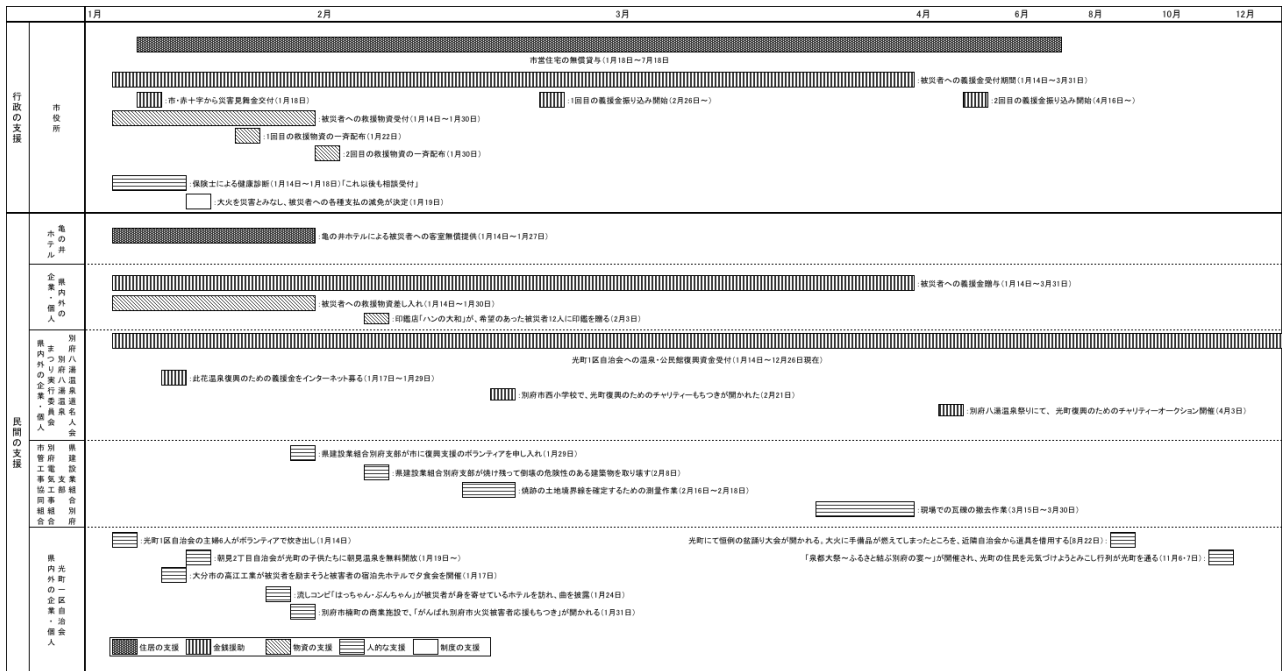 1月 2月 3月 4月 6月 8月 10月 12月
行政の支援
市役所
市営住宅の無償貸与(1月18日～7月18日
:被災者への義援金受付期間(1月14日～3月31日)
:市・赤十字から災害見舞金交付(1月18日)
:1回目の義援金振り込み開始(2月26日～)
:2回目の義援金振り込み開始(4月16日～)
:被災者への救援物資受付(1月14日～1月30日)
:1回目の救援物資の一斉配布(1月22日)
:2回目の救援物資の一斉配布(1月30日)
:保険士による健康診断(1月14日～1月18日)「これ以後も相談受付」
:大火を災害とみなし、被災者への各種支払の減免が決定(1月19日)
民間の支援
亀の井
ホテル
:亀の井ホテルによる被災者への客室無償提供(1月14日～1月27日)
県内外の
企業・個人
:被災者への義援金贈与(1月14日～3月31日)
:被災者への救援物資差し入れ(1月14日～1月30日)
:印鑑店「ハンの大和」が、希望のあった被災者12人に印鑑を贈る(2月3日)
別府八湯温泉道名人会
別府八湯温泉
まつり実行委員会
県内外の企業・個人
光町1区自治会への温泉・公民館復興資金受付(1月14日～12月26日現在)
:此花温泉復興のための義援金をインターネット募る(1月17日～1月29日)
:別府市西小学校で、光町復興のためのチャリティーもちつきが開かれた(2月21日)
:別府八湯温泉祭りにて、光町復興のためのチャリティーオークション開催(4月3日)
県建設業組合別府
支部
別府電気工事組合
市管工事協同組合
:県建設業組合別府支部が市に復興支援のボランティアを申し入れ(1月29日)
:県建設業組合別府支部が焼け残って倒壊の危険性のある建築物を取り壊す(2月8日)
:焼跡の土地境界線を確定するための測量作業(2月16日～2月18日)
:現場での瓦礫の撤去作業(3月15日～3月30日)
光町一区自治会
県内外の企業・個人
:光町1区自治会の主婦6人がボランティアで炊き出し(1月14日)
光町にて恒例の盆踊り大会が開かれる。大火に手備品が燃えてしまったところを、近隣自治会から道具を借用する[8月22日):
:朝見2丁目自治会が光町の子供たちに朝見温泉を無料開放(1月19日～)
「泉都大祭～ふるさと結ぶ別府の宴～」が開催され、光町の住民を元気づけようとみこし行列が光町を通る(11月6・7日):
:大分市の高江工業が被災者を励まそうと被害者の宿泊先ホテルで夕食会を開催(1月17日)
:流しコンビ「はっちゃん・ぶんちゃん」が被災者が身を寄せているホテルを訪れ、曲を披露(1月24日)
:別府市楠町の商業施設で、「がんばれ別府市火災被害者応援もちつき」が開かれる(1月31日)
:住居の支援 :金銭援助 :物資の支援 :人的な支援 :制度の支援